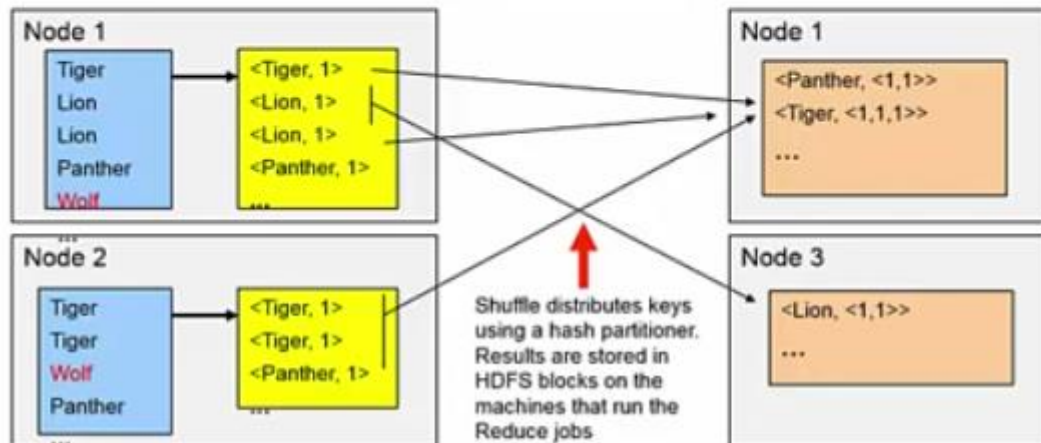 Node 1
Tiger
Lion
Lion
Panther
Wolf
...
<Tiger, 1>
<Lion, 1>
<Lion, 1>
<Panther, 1>
...
Node 2
Tiger
Tiger
Wolf
Panther
...
<Tiger, 1>
<Tiger, 1>
<Panther, 1>
...
Shuffle distributes keys
using a hash partitioner.
Results are stored in
HDFS blocks on the
machines that run the
Reduce jobs
Node 1
<Panther, <1,1>>
<Tiger, <1,1,1>>
...
Node 3
<Lion, <1,1>>
...